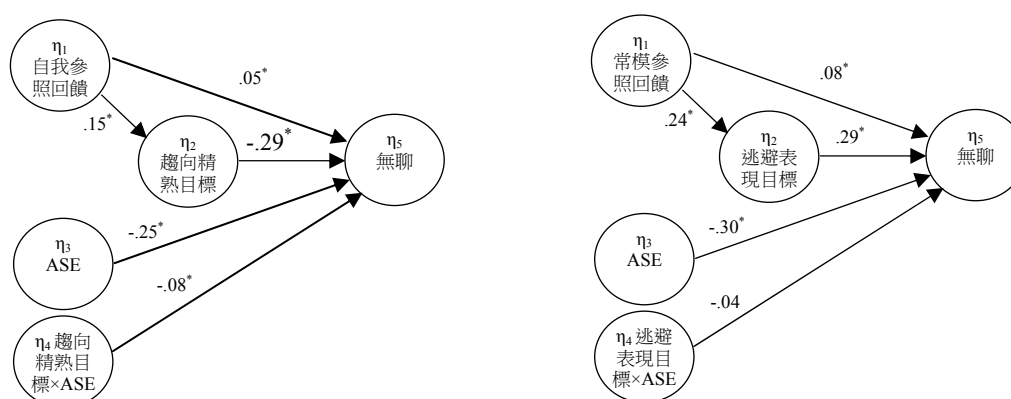 η₁
自我參
照回饋
.05*
.15*
η₂
趨向精
熟目標
-.29*
η₅
無聊
η₃
ASE
-.25*
-.08*
η₄ 趨向
精熟目
標×ASE
η₁
常模參
照回饋
.08*
.24*
η₂
逃避表
現目標
.29*
η₅
無聊
η₃
ASE
-.30*
-.04
η₄ 逃避
表現目
標×ASE